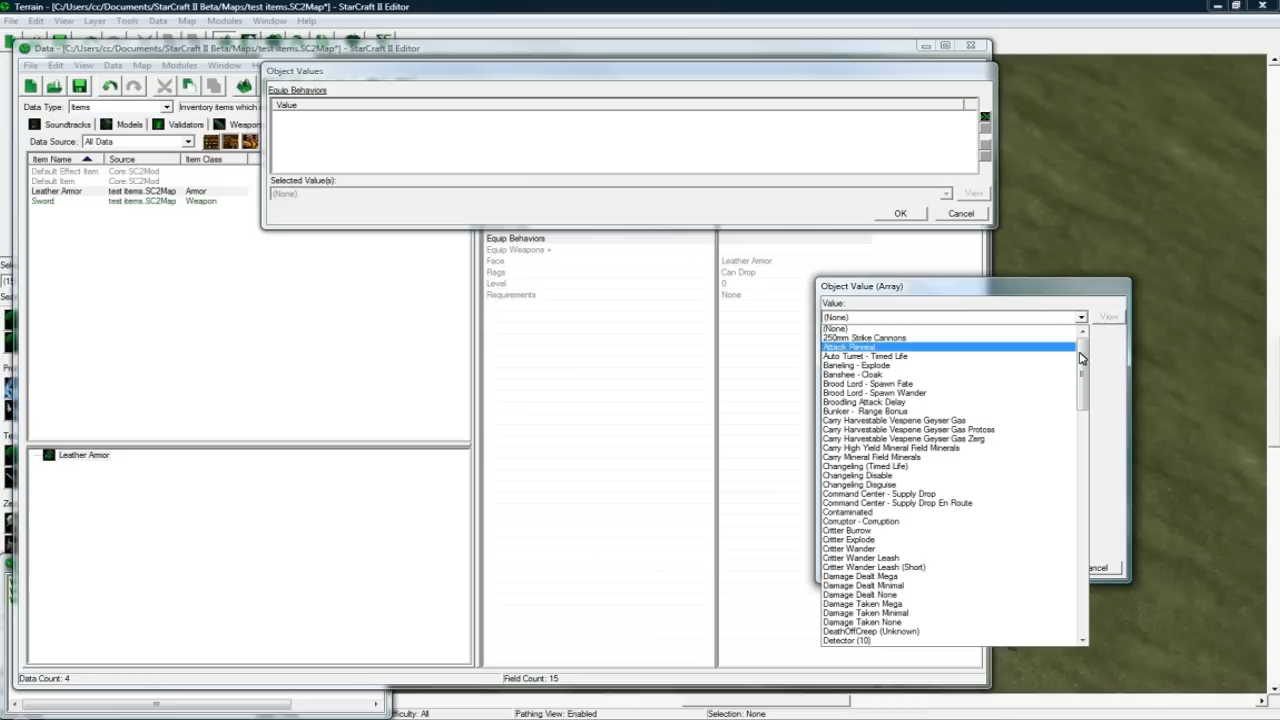 Terrain - [C:/Users/cc/Documents/StarCraft II Beta/Maps/test items.SC2Map*] - StarCraft II Editor
File Edit View Layer Tools Data Map Modules Window Help
Data - [C:/Users/cc/Documents/StarCraft II Beta/Maps/test items.SC2Map*] - StarCraft II Editor
File Edit View Data Map Modules Window
Object Values
Equip Behaviors
Value
Data Type: Items Inventory items which
Soundtracks Models Validators Weapon
Data Source: All Data
Item Name Source Item Class
Default Effect Item Core.SC2Mod
Default Item Core.SC2Mod
Leather Armor test items.SC2Map Armor
Sword test items.SC2Map Weapon
Selected Value(s):
(None) View
OK Cancel
Equip Behaviors
Equip Weapons +
Face Leather Armor
Flags Can Drop
Level 0
Requirements None
Object Value (Array)
Value:
(None) View
(None)
250mm Strike Cannons
Attack Reveal
Auto Turret - Timed Life
Baneling - Explode
Banshee - Cloak
Brood Lord - Spawn Fate
Brood Lord - Spawn Wander
Broodling Attack Delay
Bunker - Range Bonus
Carry Harvestable Vespene Geyser Gas
Carry Harvestable Vespene Geyser Gas Protoss
Carry Harvestable Vespene Geyser Gas Zerg
Carry High Yield Mineral Field Minerals
Carry Mineral Field Minerals
Changeling (Timed Life)
Changeling Disable
Changeling Disguise
Command Center - Supply Drop
Command Center - Supply Drop En Route
Contaminated
Corruptor - Corruption
Critter Burrow
Critter Explode
Critter Wander
Critter Wander Leash
Critter Wander Leash (Short)
Damage Dealt Mega
Damage Dealt Minimal
Damage Dealt None
Damage Taken Mega
Damage Taken Minimal
Damage Taken None
DeathOffCreep (Unknown)
Detector (10)
ancel
Leather Armor
Data Count: 4 Field Count: 15
fficulty: All Pathing View: Enabled Selection: None